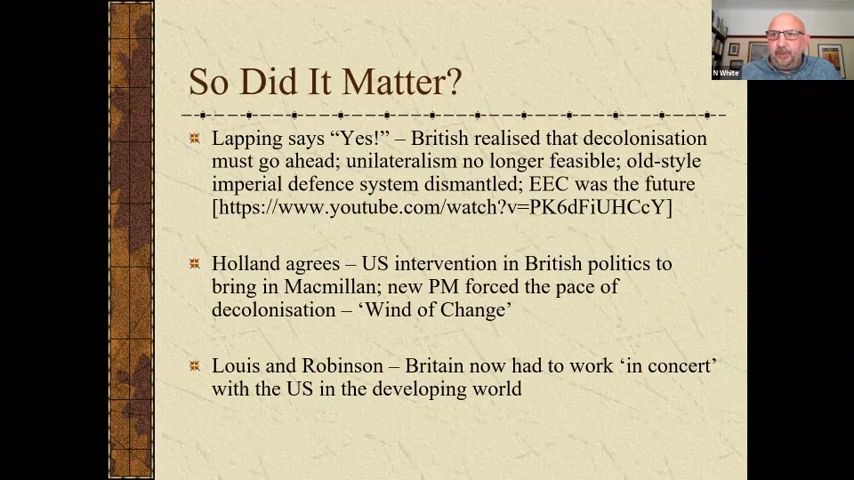 So Did It Matter?
Lapping says “Yes!” – British realised that decolonisation
must go ahead; unilateralism no longer feasible; old-style
imperial defence system dismantled; EEC was the future
[https://www.youtube.com/watch?v=PK6dFiUHCcY]
Holland agrees – US intervention in British politics to
bring in Macmillan; new PM forced the pace of
decolonisation – ‘Wind of Change’
Louis and Robinson – Britain now had to work ‘in concert’
with the US in the developing world
N White